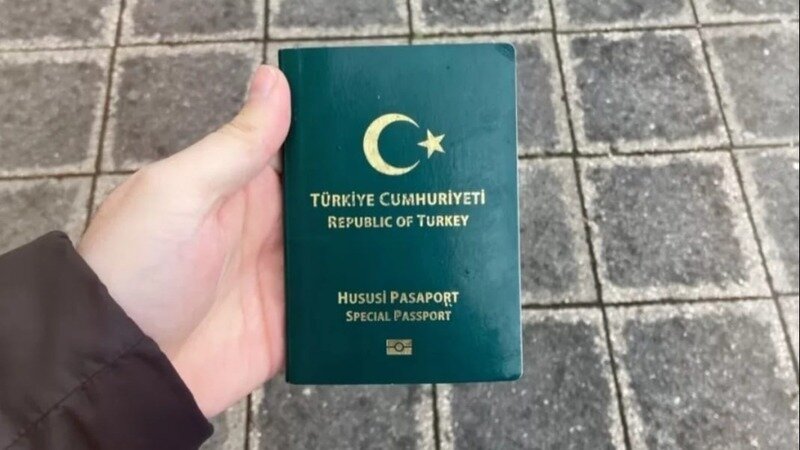 TÜRKİYE CUMHURİYETİ
REPUBLIC OF TURKEY
HUSUSİ PASAPORT
SPECIAL PASSPORT